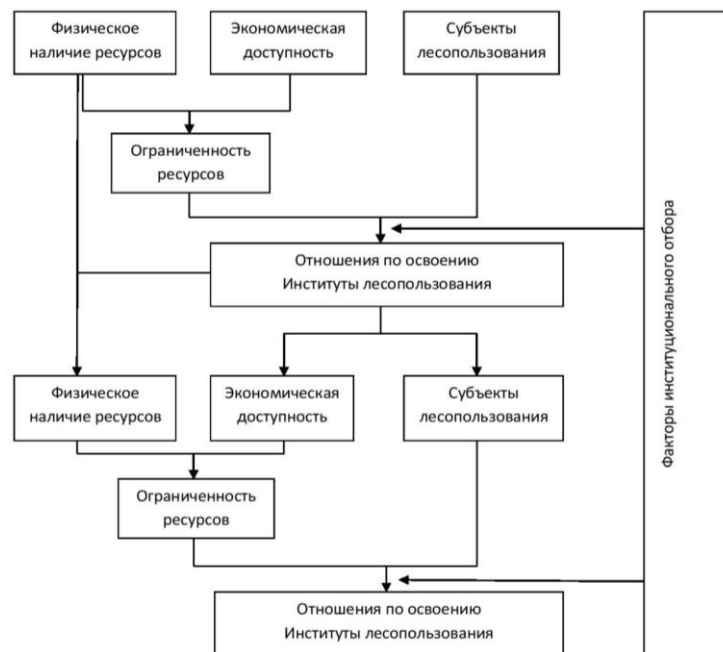 Физическое
наличие ресурсов
Экономическая
доступность
Субъекты
лесопользования
Ограниченность
ресурсов
Отношения по освоению
Институты лесопользования
Физическое
наличие ресурсов
Экономическая
доступность
Субъекты
лесопользования
Ограниченность
ресурсов
Отношения по освоению
Институты лесопользования
Факторы институционального отбора